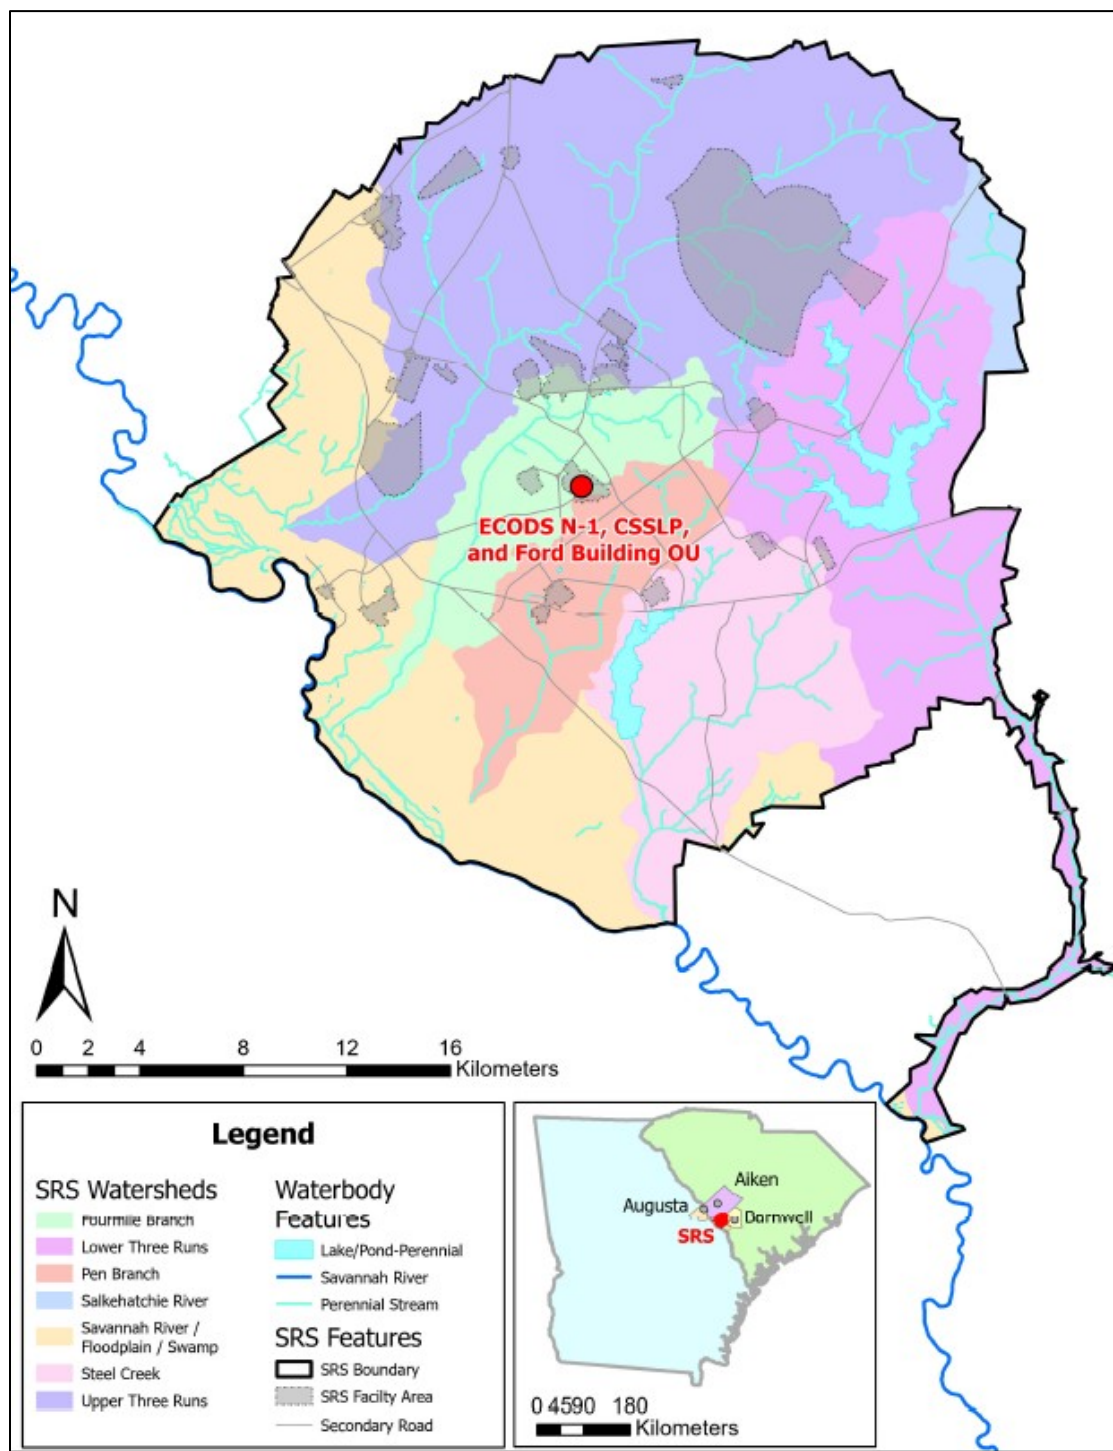 ECODS N-1, CSSLP,
and Ford Building OU
N
0 2 4 8 12 16
Kilometers
Legend
SRS Watersheds
Fourmile Branch
Lower Three Runs
Pen Branch
Salkehatchie River
Savannah River /
Floodplain / Swamp
Steel Creek
Upper Three Runs
Waterbody
Features
Lake/Pond-Perennial
Savannah River
Perennial Stream
SRS Features
SRS Boundary
SRS Facilty Area
Secondary Road
Aiken
Augusta
Barnwell
SRS
0 4590 180
Kilometers